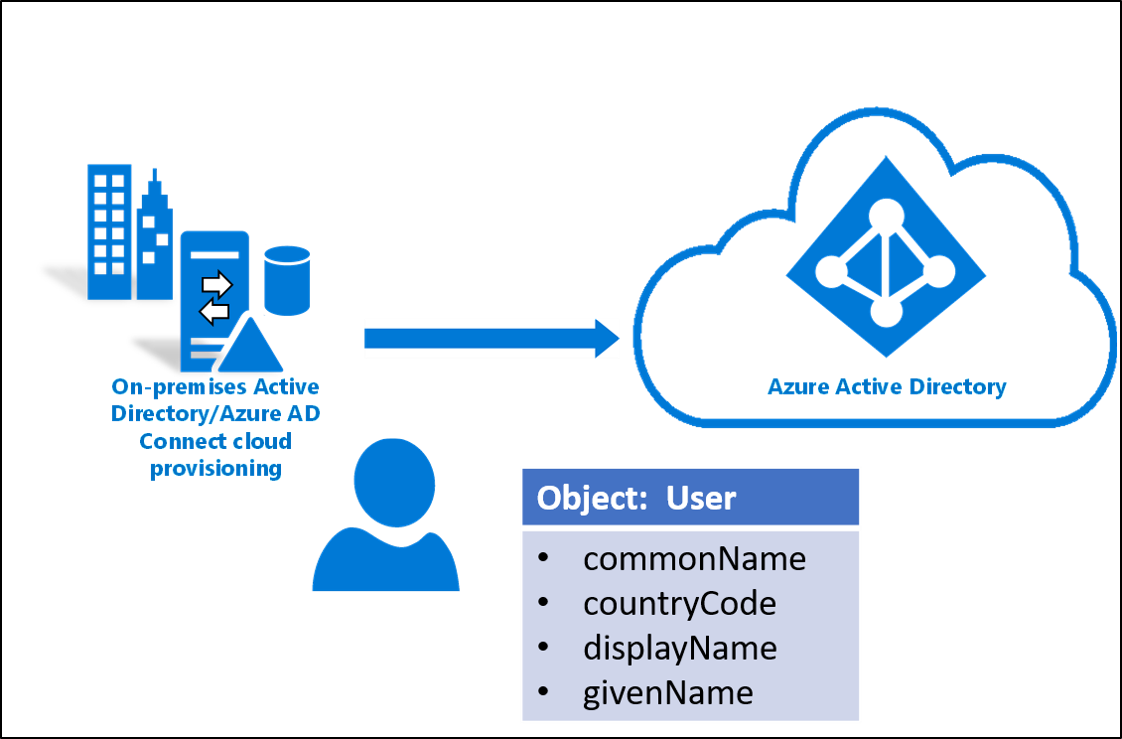 On-premises Active
Directory/Azure AD
Connect cloud
provisioning
Azure Active Directory
Object: User
• commonName
• countryCode
• displayName
• givenName